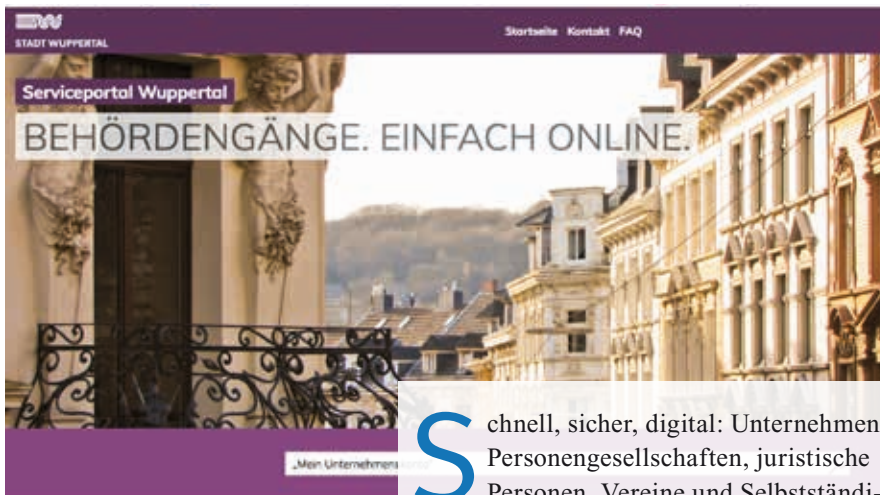 STADT WUPPERTAL
Startseite Kontakt FAQ
Serviceportal Wuppertal
BEHÖRDENGÄNGE. EINFACH ONLINE.
„Mein Unternehmens
Schnell, sicher, digital: Unternehmen
Personengesellschaften, juristische
Personen, Vereine und Selbstständi-